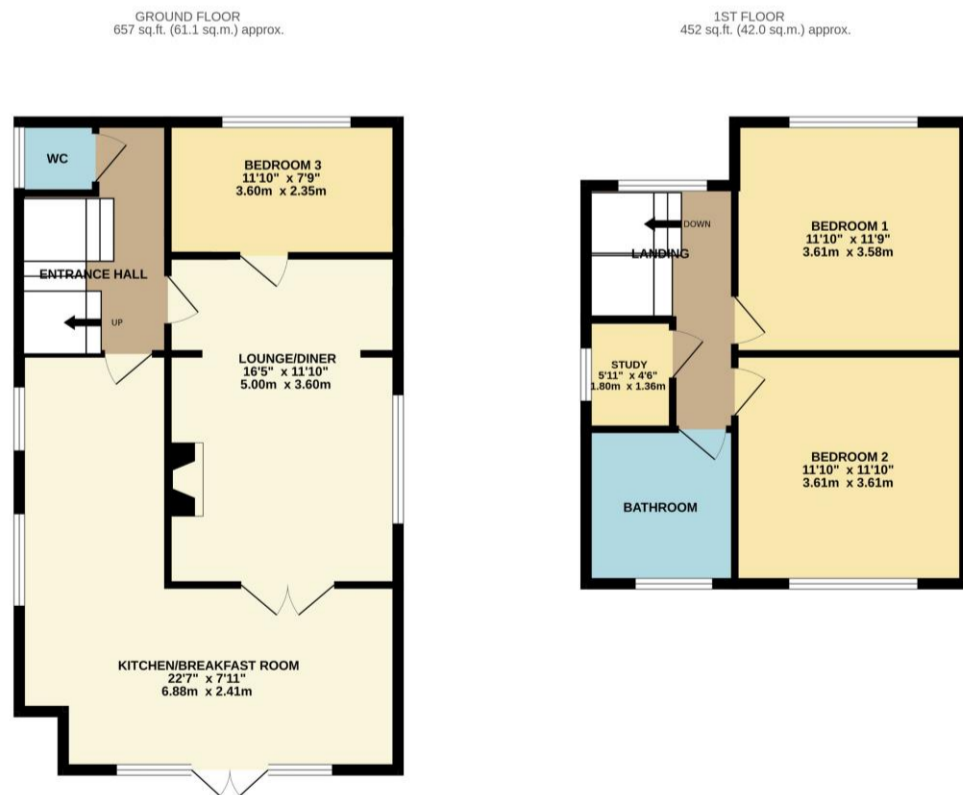 GROUND FLOOR
657 sq.ft. (61.1 sq.m.) approx.
WC
BEDROOM 3
11'10" x 7'9"
3.60m x 2.35m
ENTRANCE HALL
UP
LOUNGE/DINER
16'5" x 11'10"
5.00m x 3.60m
KITCHEN/BREAKFAST ROOM
22'7" x 7'11"
6.88m x 2.41m
1ST FLOOR
452 sq.ft. (42.0 sq.m.) approx.
DOWN
LANDING
BEDROOM 1
11'10" x 11'9"
3.61m x 3.58m
STUDY
5'11" x 4'6"
1.80m x 1.36m
BEDROOM 2
11'10" x 11'10"
3.61m x 3.61m
BATHROOM